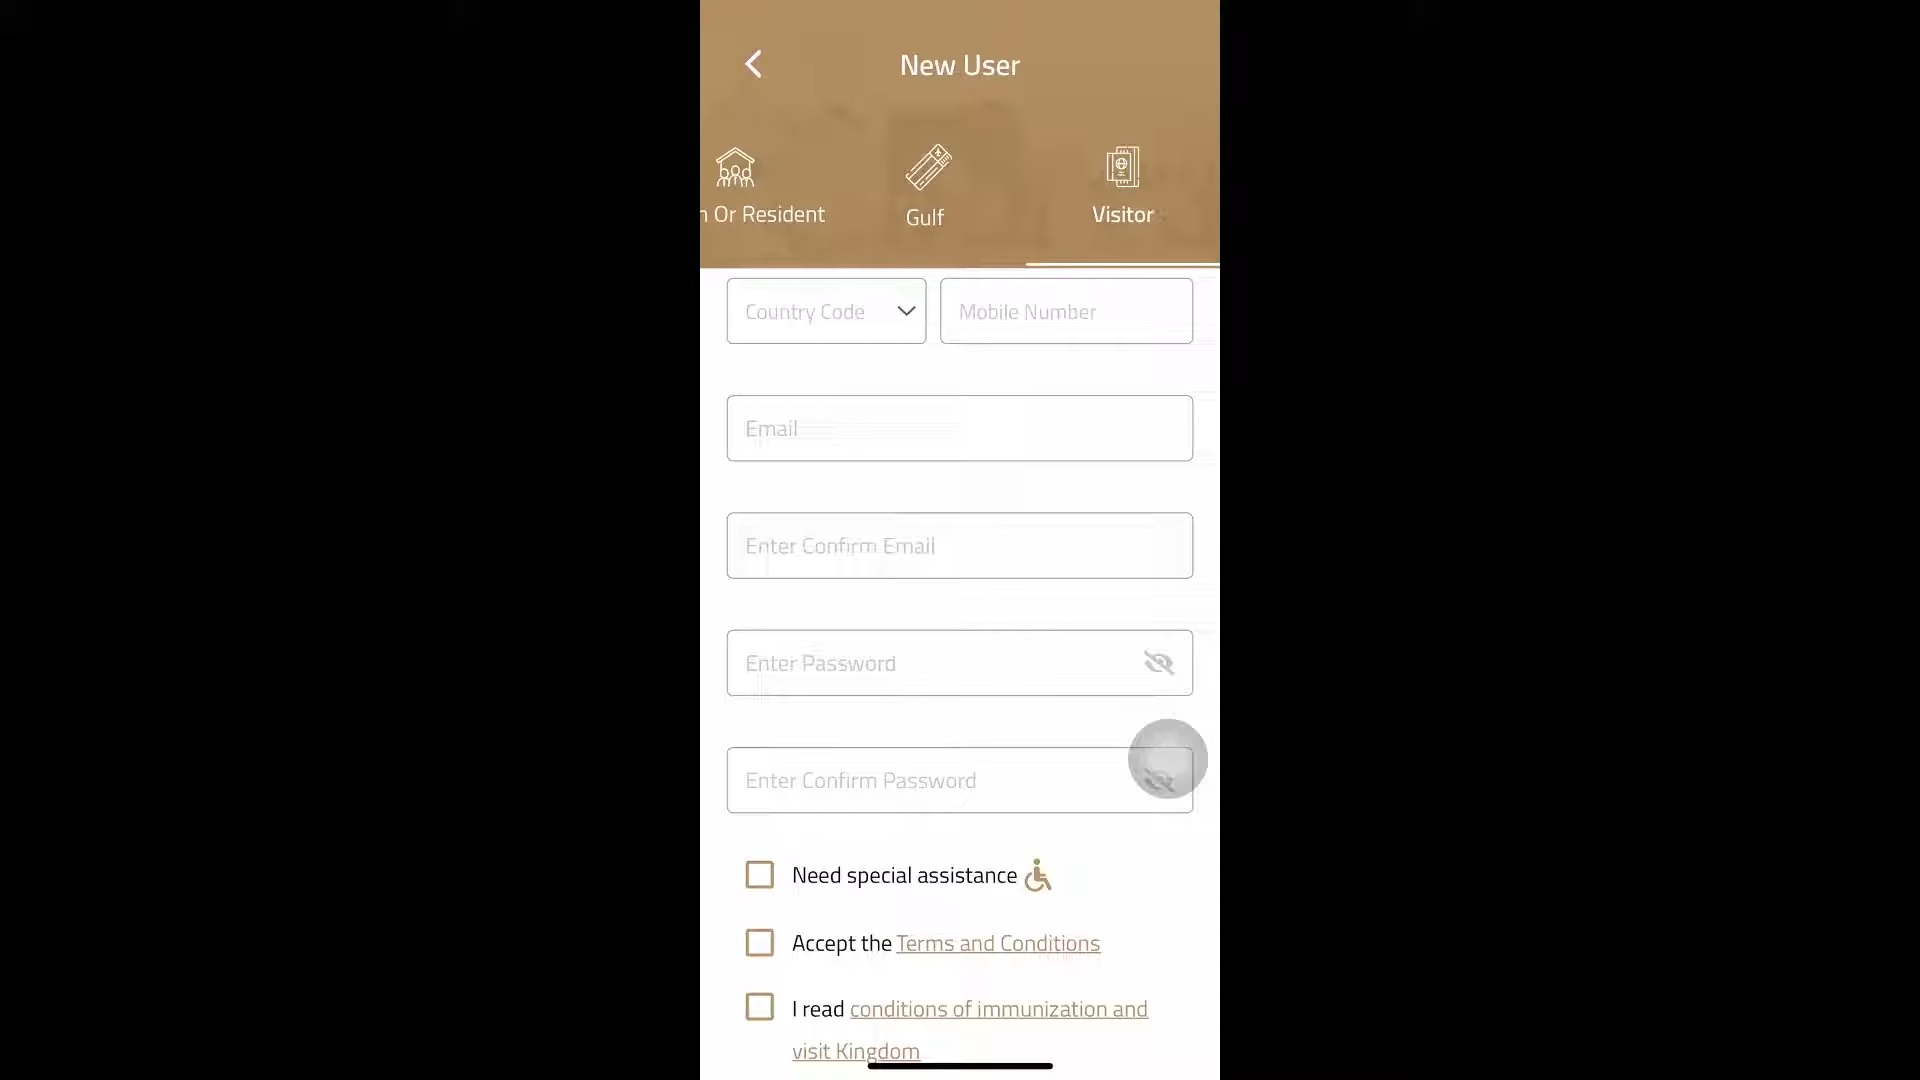 New User
n Or Resident
Gulf
Visitor
Country Code
Mobile Number
Email
Enter Confirm Email
Enter Password
Enter Confirm Password
Need special assistance
Accept the Terms and Conditions
I read conditions of immunization and
visit Kingdom